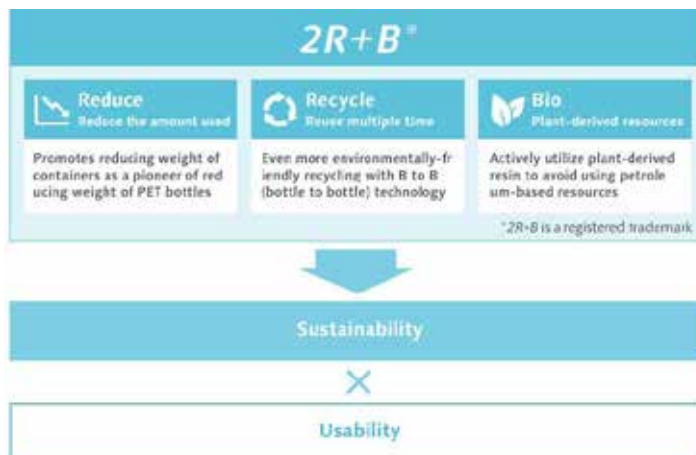 2R+B*
Reduce
Reduce the amount used
Promotes reducing weight of
containers as a pioneer of red
ucing weight of PET bottles
Recycle
Reuse multiple time
Even more environmentally-fr
iendly recycling with B to B
(bottle to bottle) technology
Bio
Plant-derived resources
Actively utilize plant-derived
resin to avoid using petrole
um-based resources
*2R+B is a registered trademark
Sustainability
×
Usability